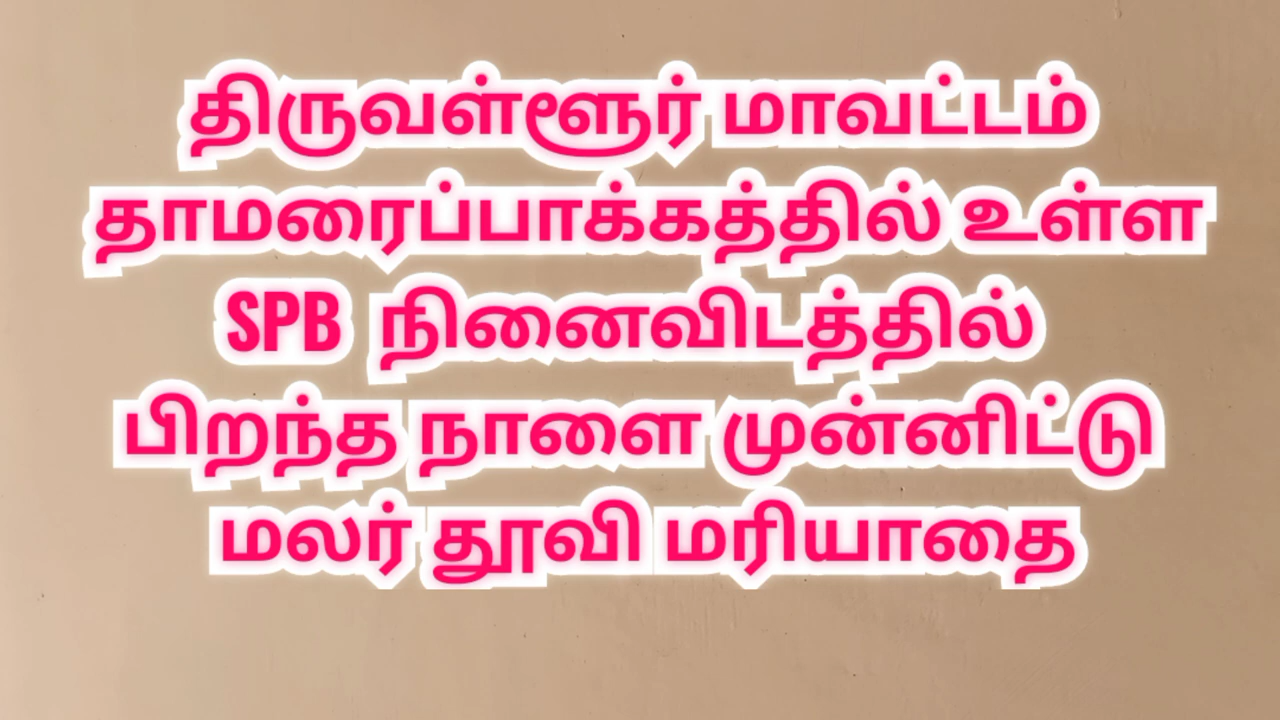 திருவள்ளூர் மாவட்டம்
தாமரைப்பாக்கத்தில் உள்ள
SPB நினைவிடத்தில்
பிறந்த நாளை முன்னிட்டு
மலர் தூவி மரியாதை